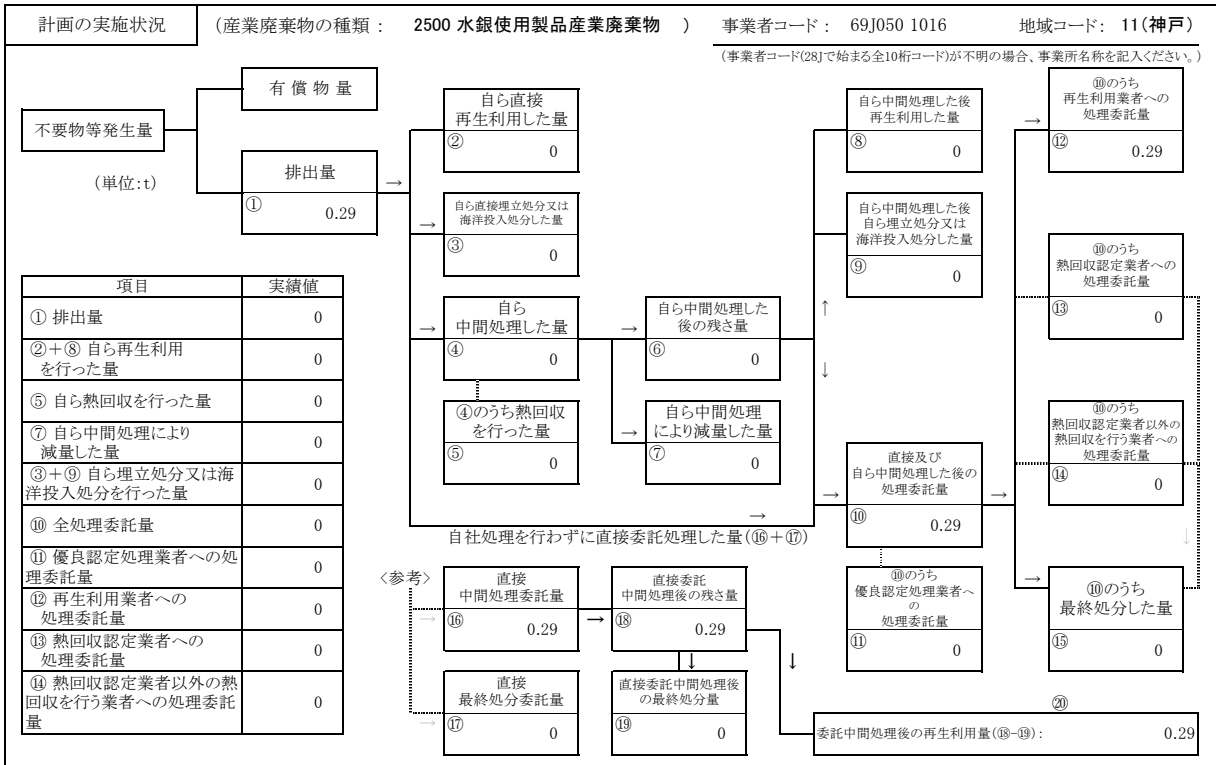 計画の実施状況
（産業廃棄物の種類： 2500 水銀使用製品産業廃棄物 ）
事業者コード： 69J050 1016
地域コード： 11(神戸)
（事業者コード(28Jで始まる全10桁コード)が不明の場合、事業所名称を記入ください。）
不要物等発生量
（単位:t）
有償物量
排出量
① 0.29
→
自ら直接
再生利用した量
② 0
→
自ら直接埋立処分又は
海洋投入処分した量
③ 0
→
自ら
中間処理した量
④ 0
④のうち熱回収
を行った量
⑤ 0
→
自ら中間処理した
後の残さ量
⑥ 0
→
自ら中間処理
により減量した量
⑦ 0
自ら中間処理した後
再生利用した量
⑧ 0
自ら中間処理した後
自ら埋立処分又は
海洋投入処分した量
⑨ 0
↑
↓
→
直接及び
自ら中間処理した後の
処理委託量
⑩ 0.29
→
⑩のうち
優良認定処理業者へ
の
処理委託量
⑪ 0
→
⑩のうち
再生利用業者への
処理委託量
⑫ 0.29
⑩のうち
熱回収認定業者への
処理委託量
⑬ 0
⑩のうち
熱回収認定業者以外の
熱回収を行う業者への
処理委託量
⑭ 0
↓
→
⑩のうち
最終処分した量
⑮ 0
→
自社処理を行わずに直接委託処理した量(⑯＋⑰)
〈参考〉
→
直接
中間処理委託量
⑯ 0.29
→
直接委託
中間処理後の残さ量
⑱ 0.29
↓
↓
→
直接
最終処分委託量
⑰ 0
直接委託中間処理後
の最終処分量
⑲ 0
⑳
委託中間処理後の再生利用量(⑱-⑲)： 0.29
項目 実績値
① 排出量 0
②＋⑧ 自ら再生利用
を行った量 0
⑤ 自ら熱回収を行った量 0
⑦ 自ら中間処理により
減量した量 0
③＋⑨ 自ら埋立処分又は海
洋投入処分を行った量 0
⑩ 全処理委託量 0
⑪ 優良認定処理業者への処
理委託量 0
⑫ 再生利用業者への
処理委託量 0
⑬ 熱回収認定業者への
処理委託量 0
⑭ 熱回収認定業者以外の熱
回収を行う業者への処理委託
量 0